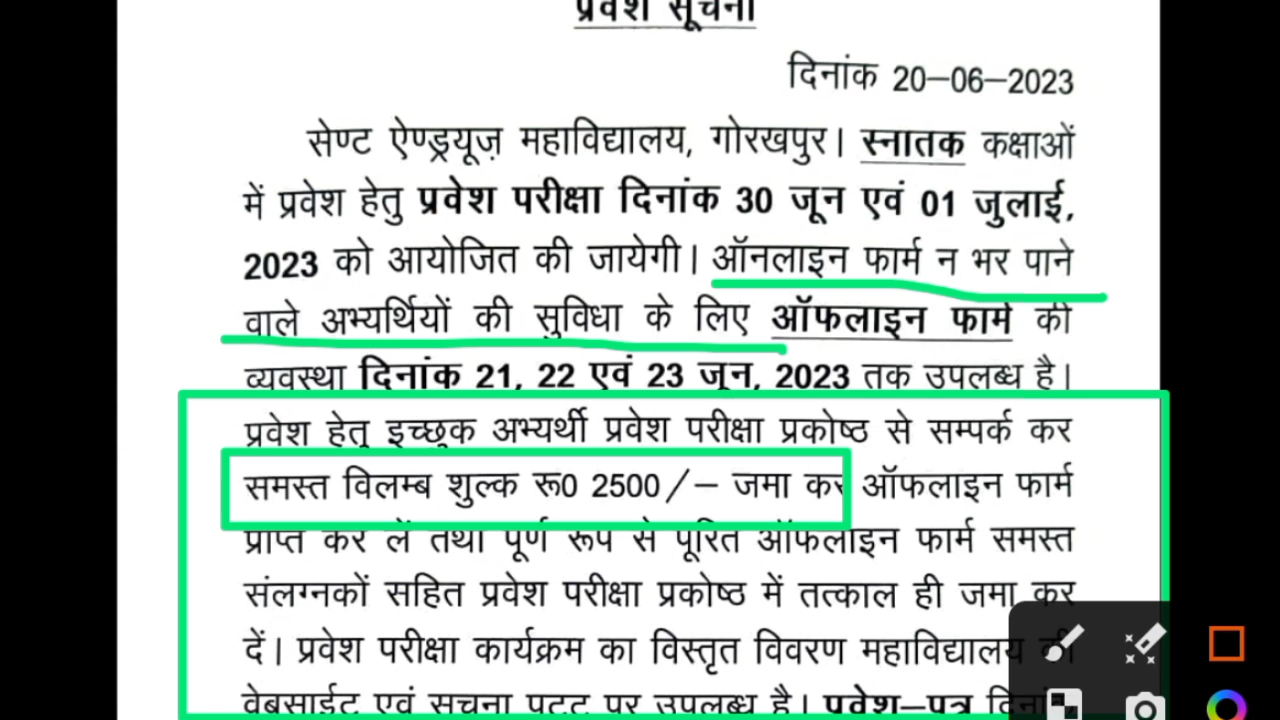 प्रवेश सूचना
दिनांक 20-06-2023
सेण्ट ऐण्ड्रयूज़ महाविद्यालय, गोरखपुर। स्नातक कक्षाओं
में प्रवेश हेतु प्रवेश परीक्षा दिनांक 30 जून एवं 01 जुलाई,
2023 को आयोजित की जायेगी। ऑनलाइन फार्म न भर पाने
वाले अभ्यर्थियों की सुविधा के लिए ऑफलाइन फार्म की
व्यवस्था दिनांक 21, 22 एवं 23 जून, 2023 तक उपलब्ध है।
प्रवेश हेतु इच्छुक अभ्यर्थी प्रवेश परीक्षा प्रकोष्ठ से सम्पर्क कर
समस्त विलम्ब शुल्क रू0 2500/- जमा कर ऑफलाइन फार्म
प्राप्त कर लें तथा पूर्ण रूप से पूरित ऑफलाइन फार्म समस्त
संलग्नकों सहित प्रवेश परीक्षा प्रकोष्ठ में तत्काल ही जमा कर
दें। प्रवेश परीक्षा कार्यक्रम का विस्तृत विवरण महाविद्यालय की
वेबसाईट एवं सूचना पटट पर उपलब्ध है। प्रवेश-पत्र